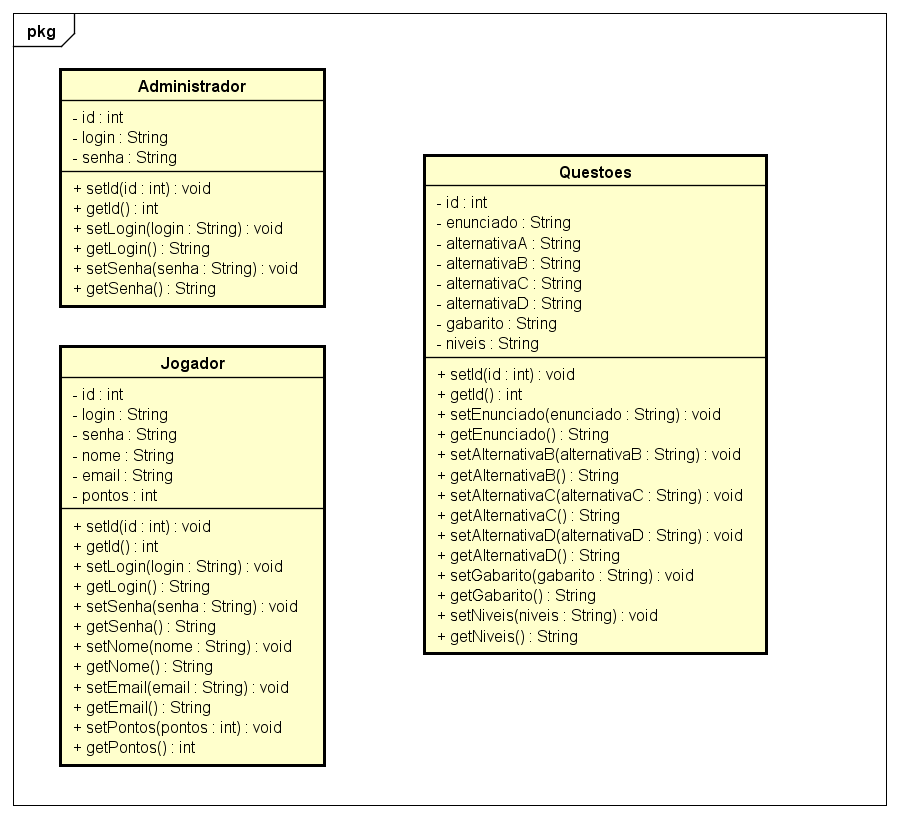 pkg
Administrador
- id : int
- login : String
- senha : String
+ setId(id : int) : void
+ getId() : int
+ setLogin(login : String) : void
+ getLogin() : String
+ setSenha(senha : String) : void
+ getSenha() : String
Jogador
- id : int
- login : String
- senha : String
- nome : String
- email : String
- pontos : int
+ setId(id : int) : void
+ getId() : int
+ setLogin(login : String) : void
+ getLogin() : String
+ setSenha(senha : String) : void
+ getSenha() : String
+ setNome(nome : String) : void
+ getNome() : String
+ setEmail(email : String) : void
+ getEmail() : String
+ setPontos(pontos : int) : void
+ getPontos() : int
Questoes
- id : int
- enunciado : String
- alternativaA : String
- alternativaB : String
- alternativaC : String
- alternativaD : String
- gabarito : String
- niveis : String
+ setId(id : int) : void
+ getId() : int
+ setEnunciado(enunciado : String) : void
+ getEnunciado() : String
+ setAlternativaB(alternativaB : String) : void
+ getAlternativaB() : String
+ setAlternativaC(alternativaC : String) : void
+ getAlternativaC() : String
+ setAlternativaD(alternativaD : String) : void
+ getAlternativaD() : String
+ setGabarito(gabarito : String) : void
+ getGabarito() : String
+ setNiveis(niveis : String) : void
+ getNiveis() : String